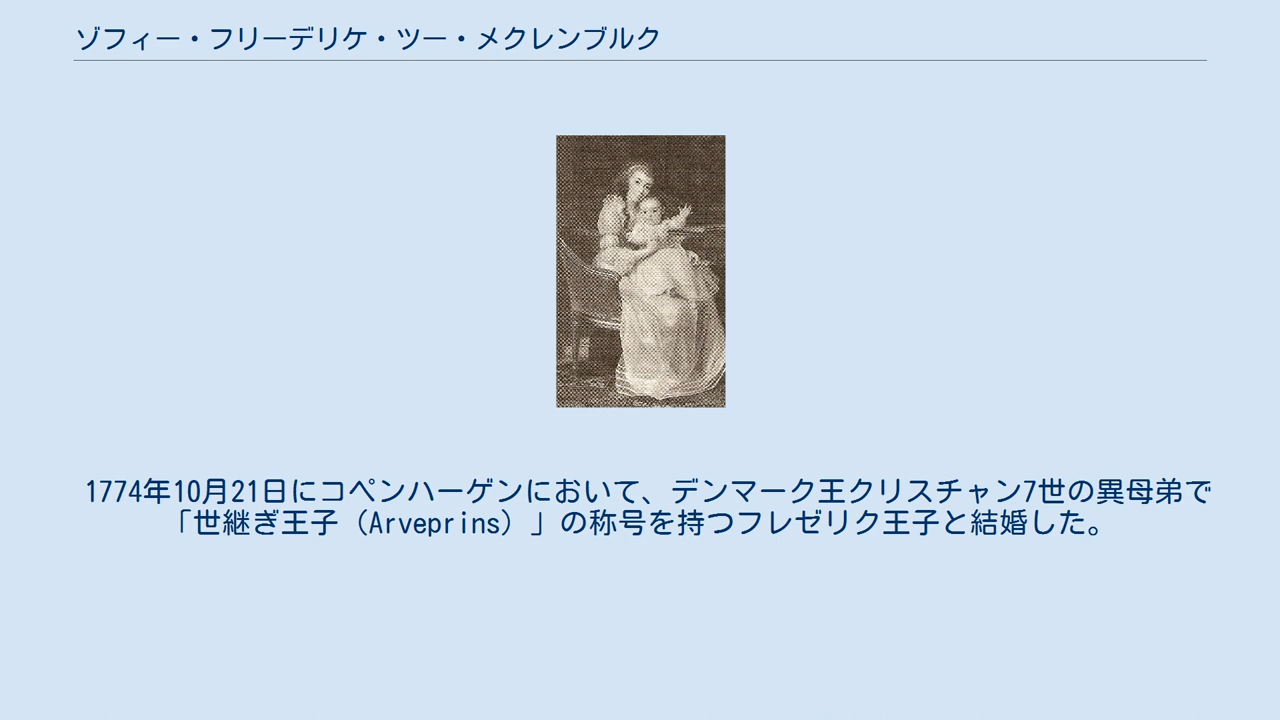 ゾフィー・フリーデリケ・ツー・メクレンブルク
1774年10月21日にコペンハーゲンにおいて、デンマーク王クリスチャン7世の異母弟で
「世継ぎ王子（Arveprins）」の称号を持つフレゼリク王子と結婚した。